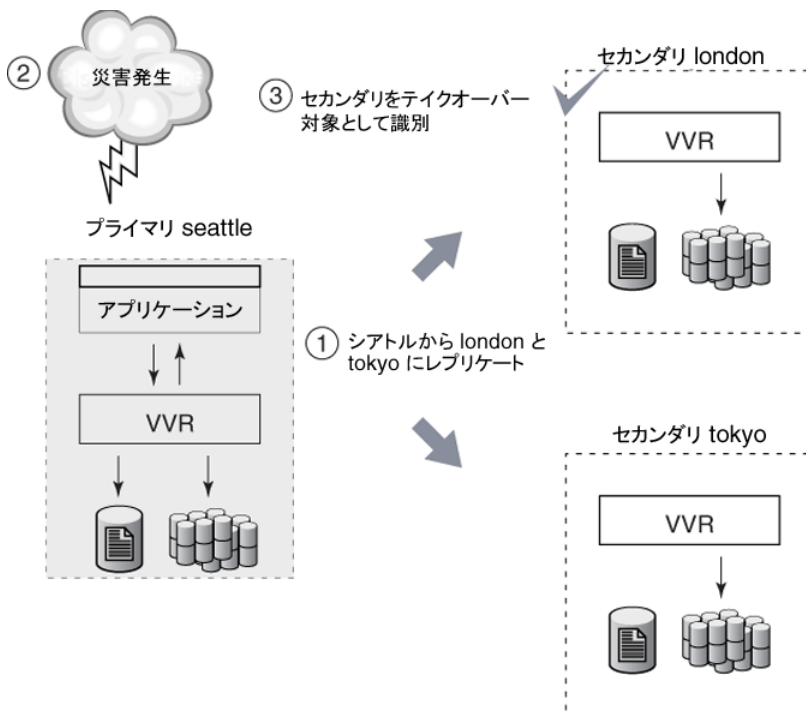 ② 災害発生
③ セカンダリをテイクオーバー
対象として識別
セカンダリ london
VVR
プライマリ seattle
アプリケーション
VVR
① シアトルから london と
tokyo にレプリケート
セカンダリ tokyo
VVR